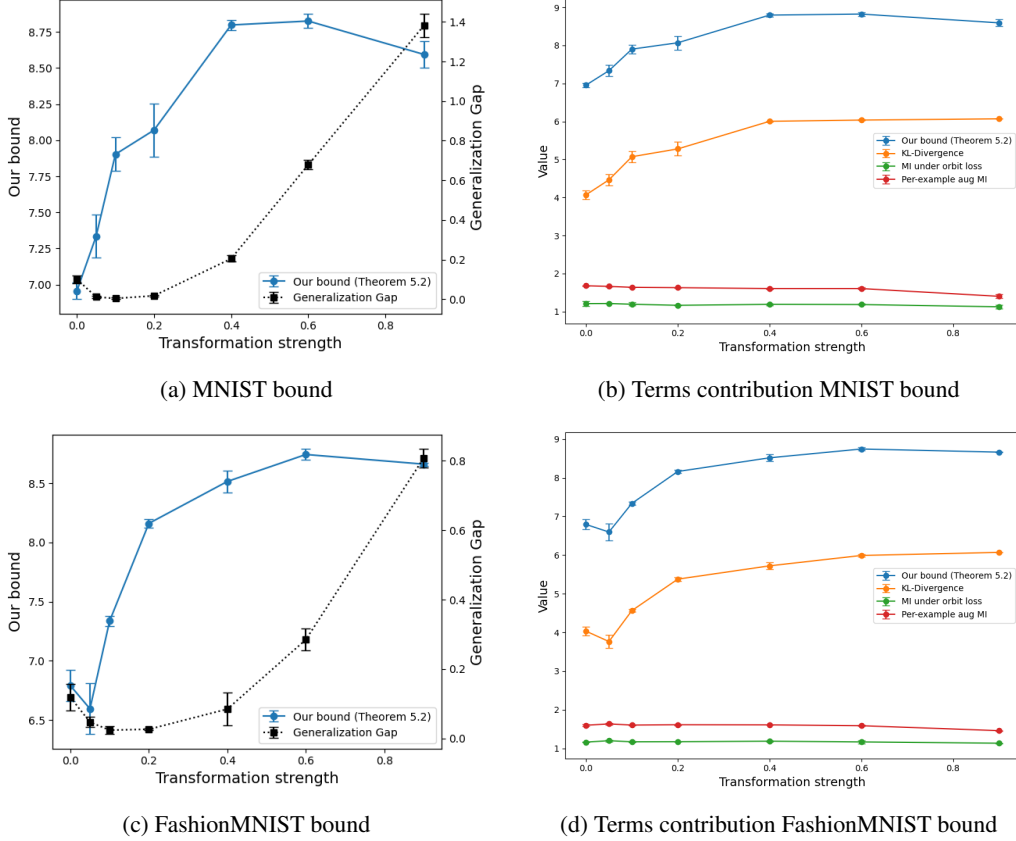 8.75
8.50
8.25
8.00
7.75
7.50
7.25
7.00
Our bound
1.4
1.2
1.0
0.8
0.6
0.4
0.2
0.0
Generalization Gap
Our bound (Theorem 5.2)
Generalization Gap
0.0 0.2 0.4 0.6 0.8
Transformation strength
(a) MNIST bound
9
8
7
6
5
4
3
2
1
Value
Our bound (Theorem 5.2)
KL-Divergence
MI under orbit loss
Per-example aug MI
0.0 0.2 0.4 0.6 0.8
Transformation strength
(b) Terms contribution MNIST bound
8.5
8.0
7.5
7.0
6.5
Our bound
0.8
0.6
0.4
0.2
0.0
Generalization Gap
Our bound (Theorem 5.2)
Generalization Gap
0.0 0.2 0.4 0.6 0.8
Transformation strength
(c) FashionMNIST bound
9
8
7
6
5
4
3
2
1
Value
Our bound (Theorem 5.2)
KL-Divergence
MI under orbit loss
Per-example aug MI
0.0 0.2 0.4 0.6 0.8
Transformation strength
(d) Terms contribution FashionMNIST bound